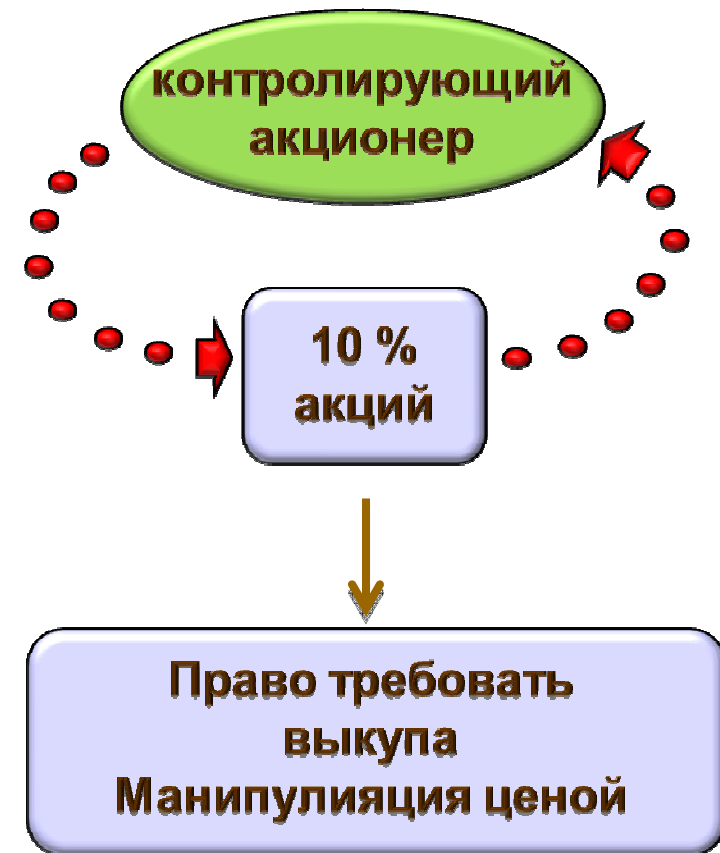 контролирующий
акционер
10 %
акций
Право требовать
выкупа
Манипулияция ценой